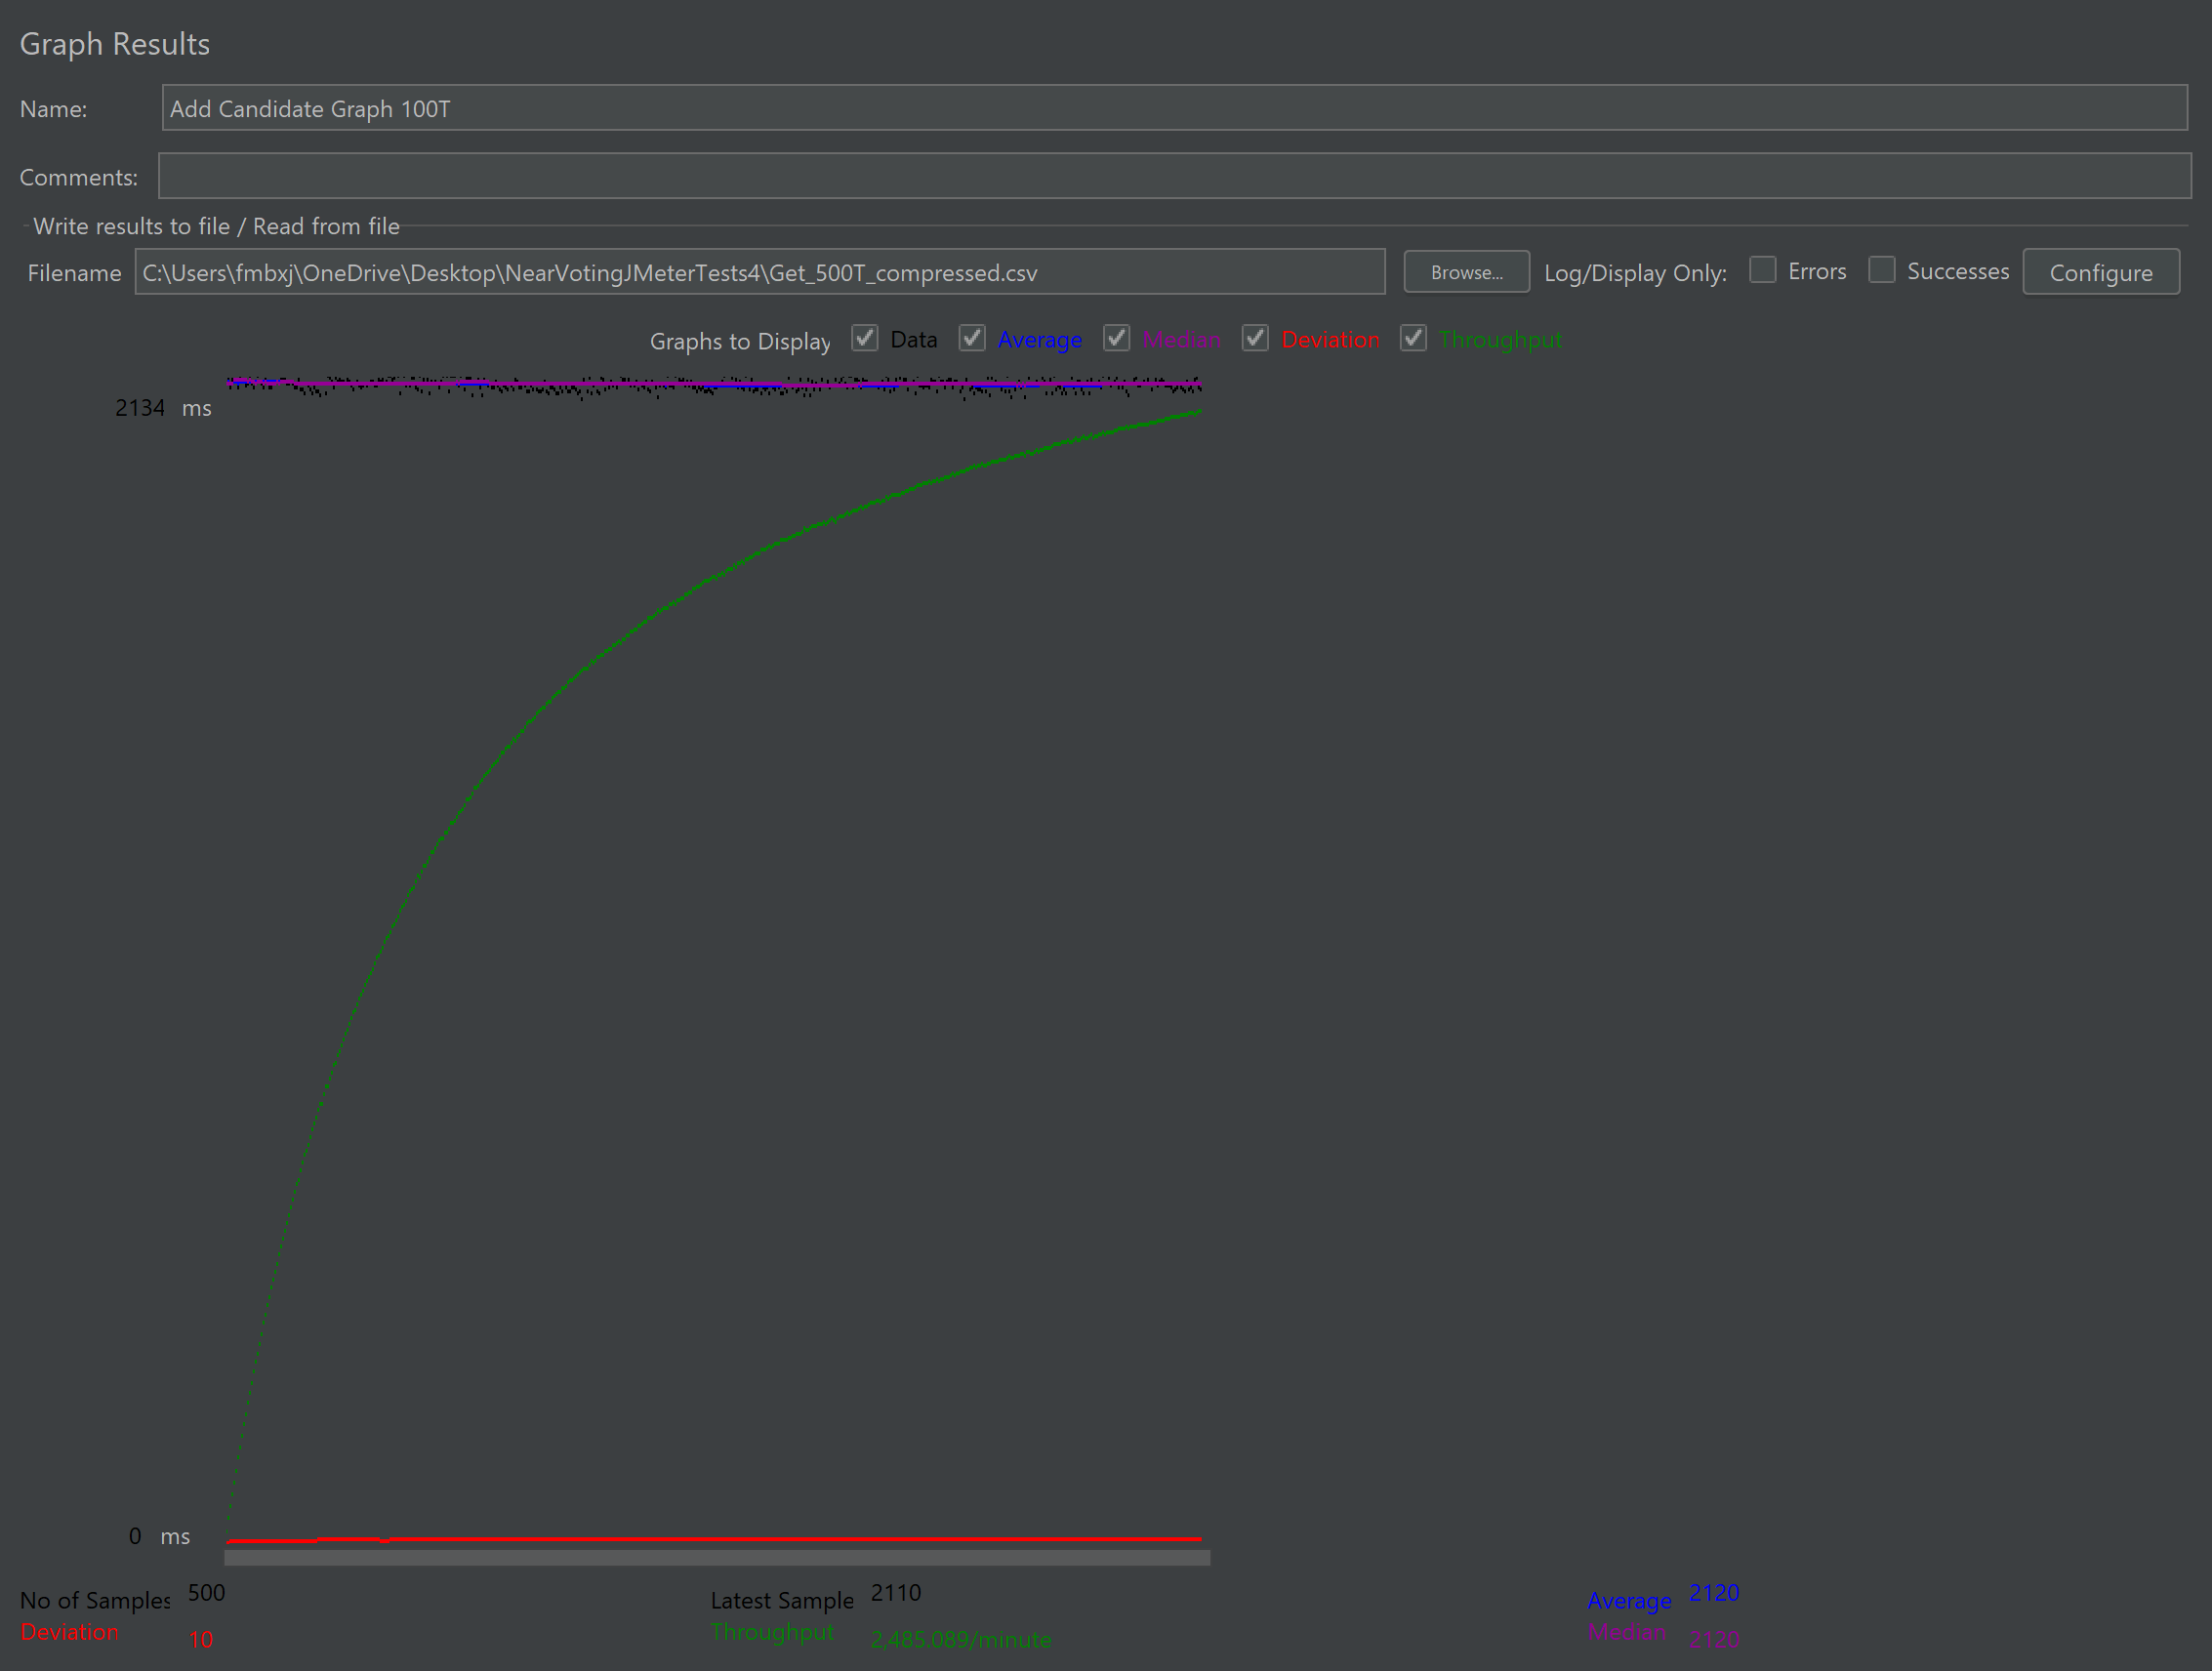 Graph Results
Name: Add Candidate Graph 100T
Comments:
Write results to file / Read from file
Filename C:\Users\fmbxj\OneDrive\Desktop\NearVotingJMeterTests4\Get_500T_compressed.csv Browse... Log/Display Only: Errors Successes Configure
Graphs to Display Data Average Median Deviation Throughput
2134 ms
0 ms
No of Samples 500 Latest Sample 2110 Average 2120
Deviation 10 Throughput 2,485.089/minute Median 2120